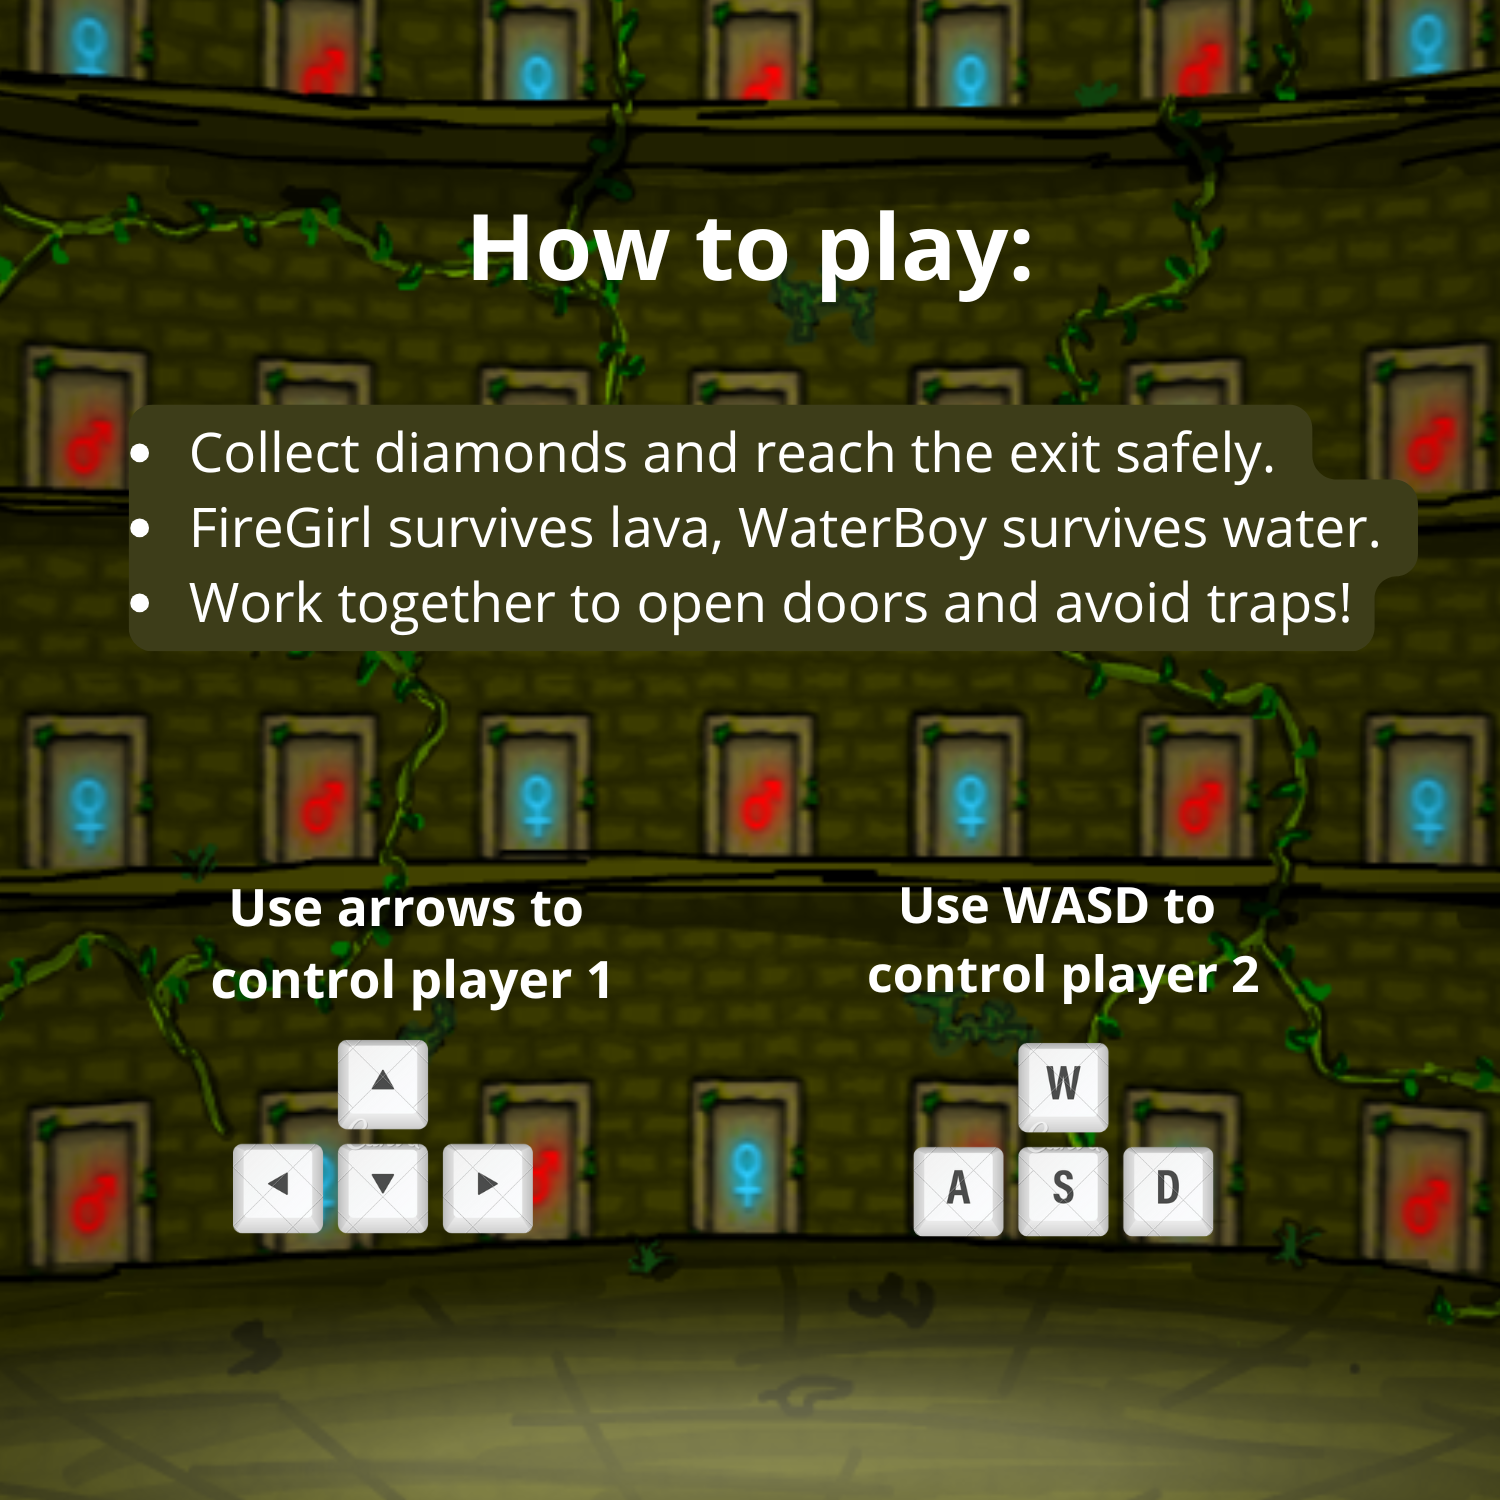 How to play:
• Collect diamonds and reach the exit safely.
• FireGirl survives lava, WaterBoy survives water.
• Work together to open doors and avoid traps!
Use arrows to
control player 1
Use WASD to
control player 2
W
A S D